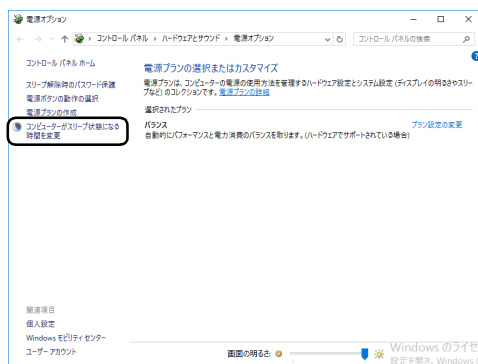 電源オプション
コントロール パネル › ハードウェアとサウンド › 電源オプション
コントロール パネルの検索
コントロール パネル ホーム
スリープ解除時のパスワード保護
電源ボタンの動作の選択
電源プランの作成
コンピューターがスリープ状態になる
時間を変更
電源プランの選択またはカスタマイズ
電源プランは、コンピューターの電源の使用方法を管理するハードウェア設定とシステム設定 (ディスプレイの明るさやスリー
プなど) のコレクションです。電源プランの詳細
選択されたプラン
バランス
プラン設定の変更
自動的にパフォーマンスと電力消費のバランスを取ります。(ハードウェアでサポートされている場合)
関連項目
個人設定
Windows モビリティ センター
ユーザー アカウント
画面の明るさ:
Windows のライセ
設定を開き、Windows の